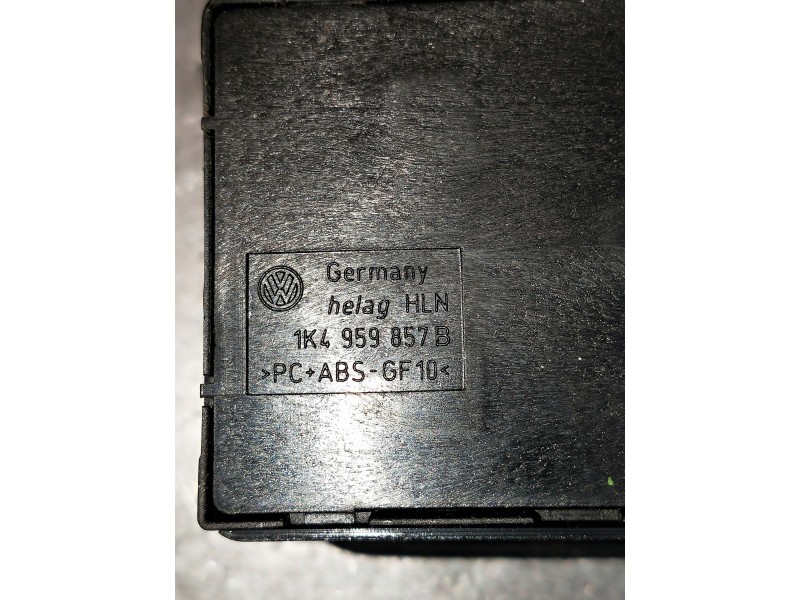 Germany
helag HLN
1K4 959 857 B
>PC+ABS-GF10<